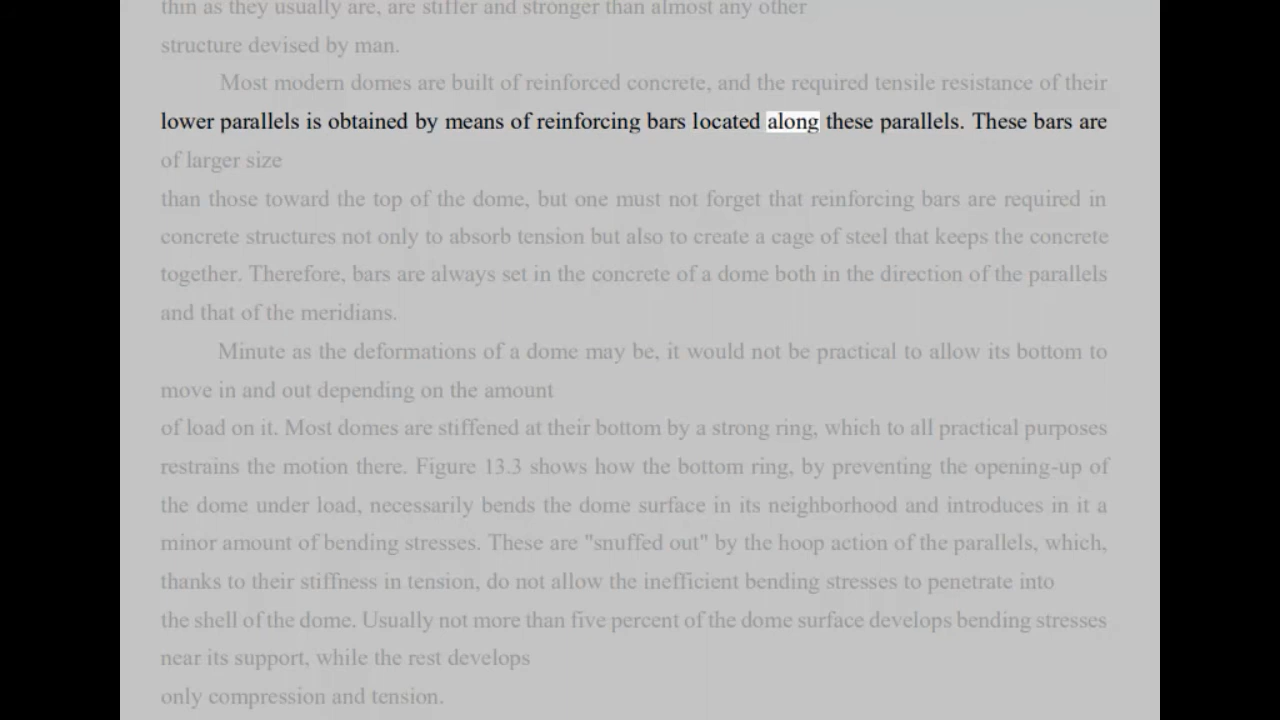 thin as they usually are, are stiffer and stronger than almost any other
structure devised by man.
Most modern domes are built of reinforced concrete, and the required tensile resistance of their
lower parallels is obtained by means of reinforcing bars located along these parallels. These bars are
of larger size
than those toward the top of the dome, but one must not forget that reinforcing bars are required in
concrete structures not only to absorb tension but also to create a cage of steel that keeps the concrete
together. Therefore, bars are always set in the concrete of a dome both in the direction of the parallels
and that of the meridians.
Minute as the deformations of a dome may be, it would not be practical to allow its bottom to
move in and out depending on the amount
of load on it. Most domes are stiffened at their bottom by a strong ring, which to all practical purposes
restrains the motion there. Figure 13.3 shows how the bottom ring, by preventing the opening-up of
the dome under load, necessarily bends the dome surface in its neighborhood and introduces in it a
minor amount of bending stresses. These are "snuffed out" by the hoop action of the parallels, which,
thanks to their stiffness in tension, do not allow the inefficient bending stresses to penetrate into
the shell of the dome. Usually not more than five percent of the dome surface develops bending stresses
near its support, while the rest develops
only compression and tension.